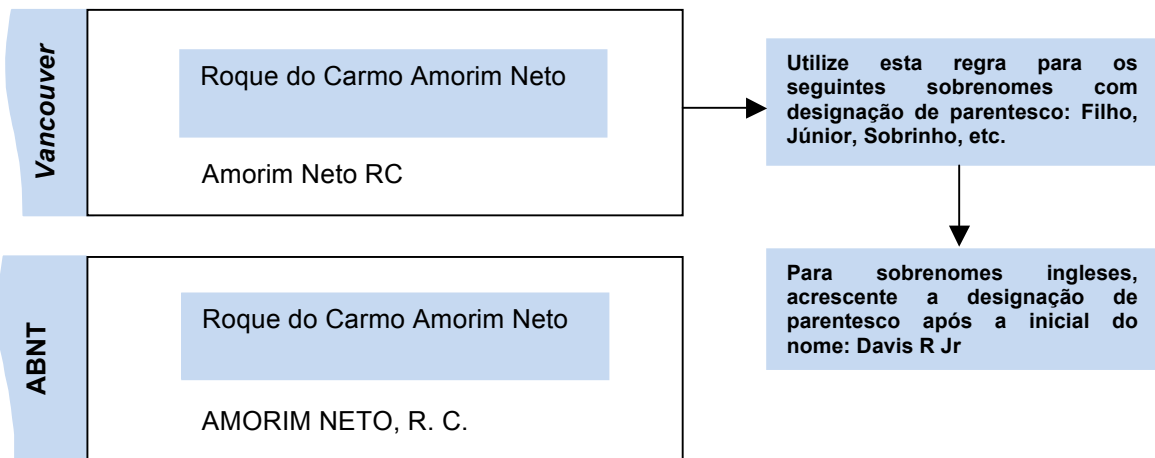 Vancouver
Roque do Carmo Amorim Neto
Amorim Neto RC
Utilize esta regra para os
seguintes sobrenomes com
designação de parentesco: Filho,
Júnior, Sobrinho, etc.
Para sobrenomes ingleses,
acrescente a designação de
parentesco após a inicial do
nome: Davis R Jr
ABNT
Roque do Carmo Amorim Neto
AMORIM NETO, R. C.